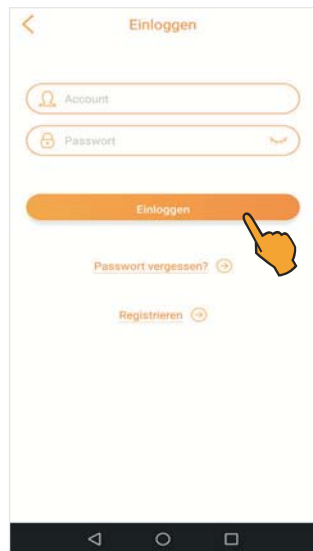 Einloggen
Account
Passwort
Einloggen
Passwort vergessen?
Registrieren